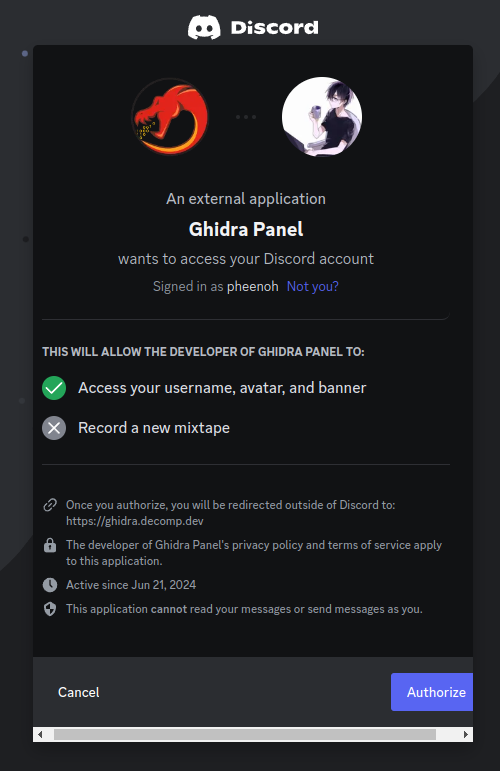 Discord
An external application
Ghidra Panel
wants to access your Discord account
Signed in as pheenoh Not you?
THIS WILL ALLOW THE DEVELOPER OF GHIDRA PANEL TO:
Access your username, avatar, and banner
Record a new mixtape
Once you authorize, you will be redirected outside of Discord to:
https://ghidra.decomp.dev
The developer of Ghidra Panel's privacy policy and terms of service apply
to this application.
Active since Jun 21, 2024
This application cannot read your messages or send messages as you.
Cancel
Authorize